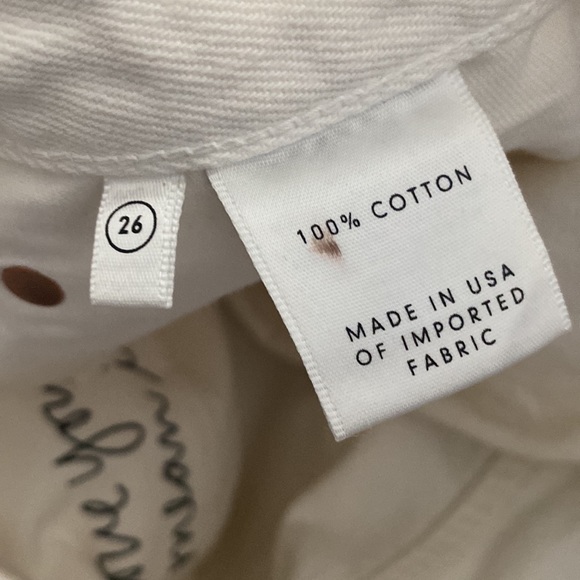 26
100% COTTON
MADE IN USA
OF IMPORTED
FABRIC